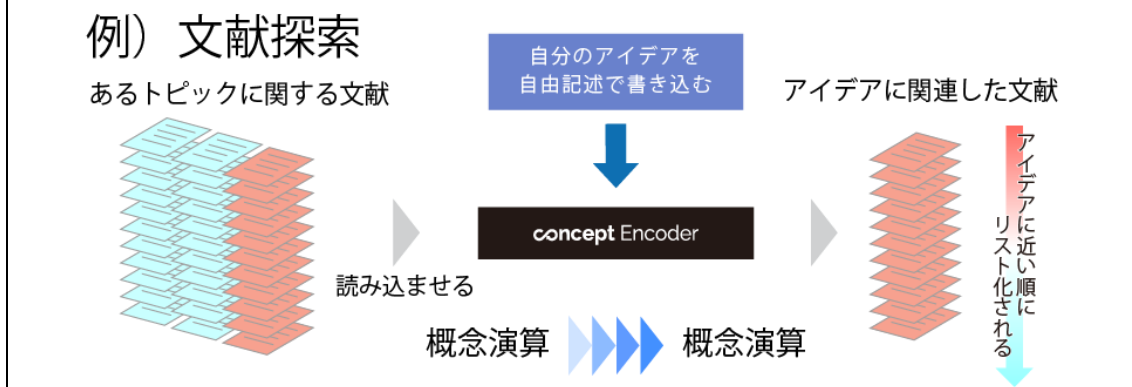 例）文献探索
あるトピックに関する文献
自分のアイデアを
自由記述で書き込む
アイデアに関連した文献
concept Encoder
読み込ませる
概念演算
概念演算
アイデアに近い順に
リスト化される